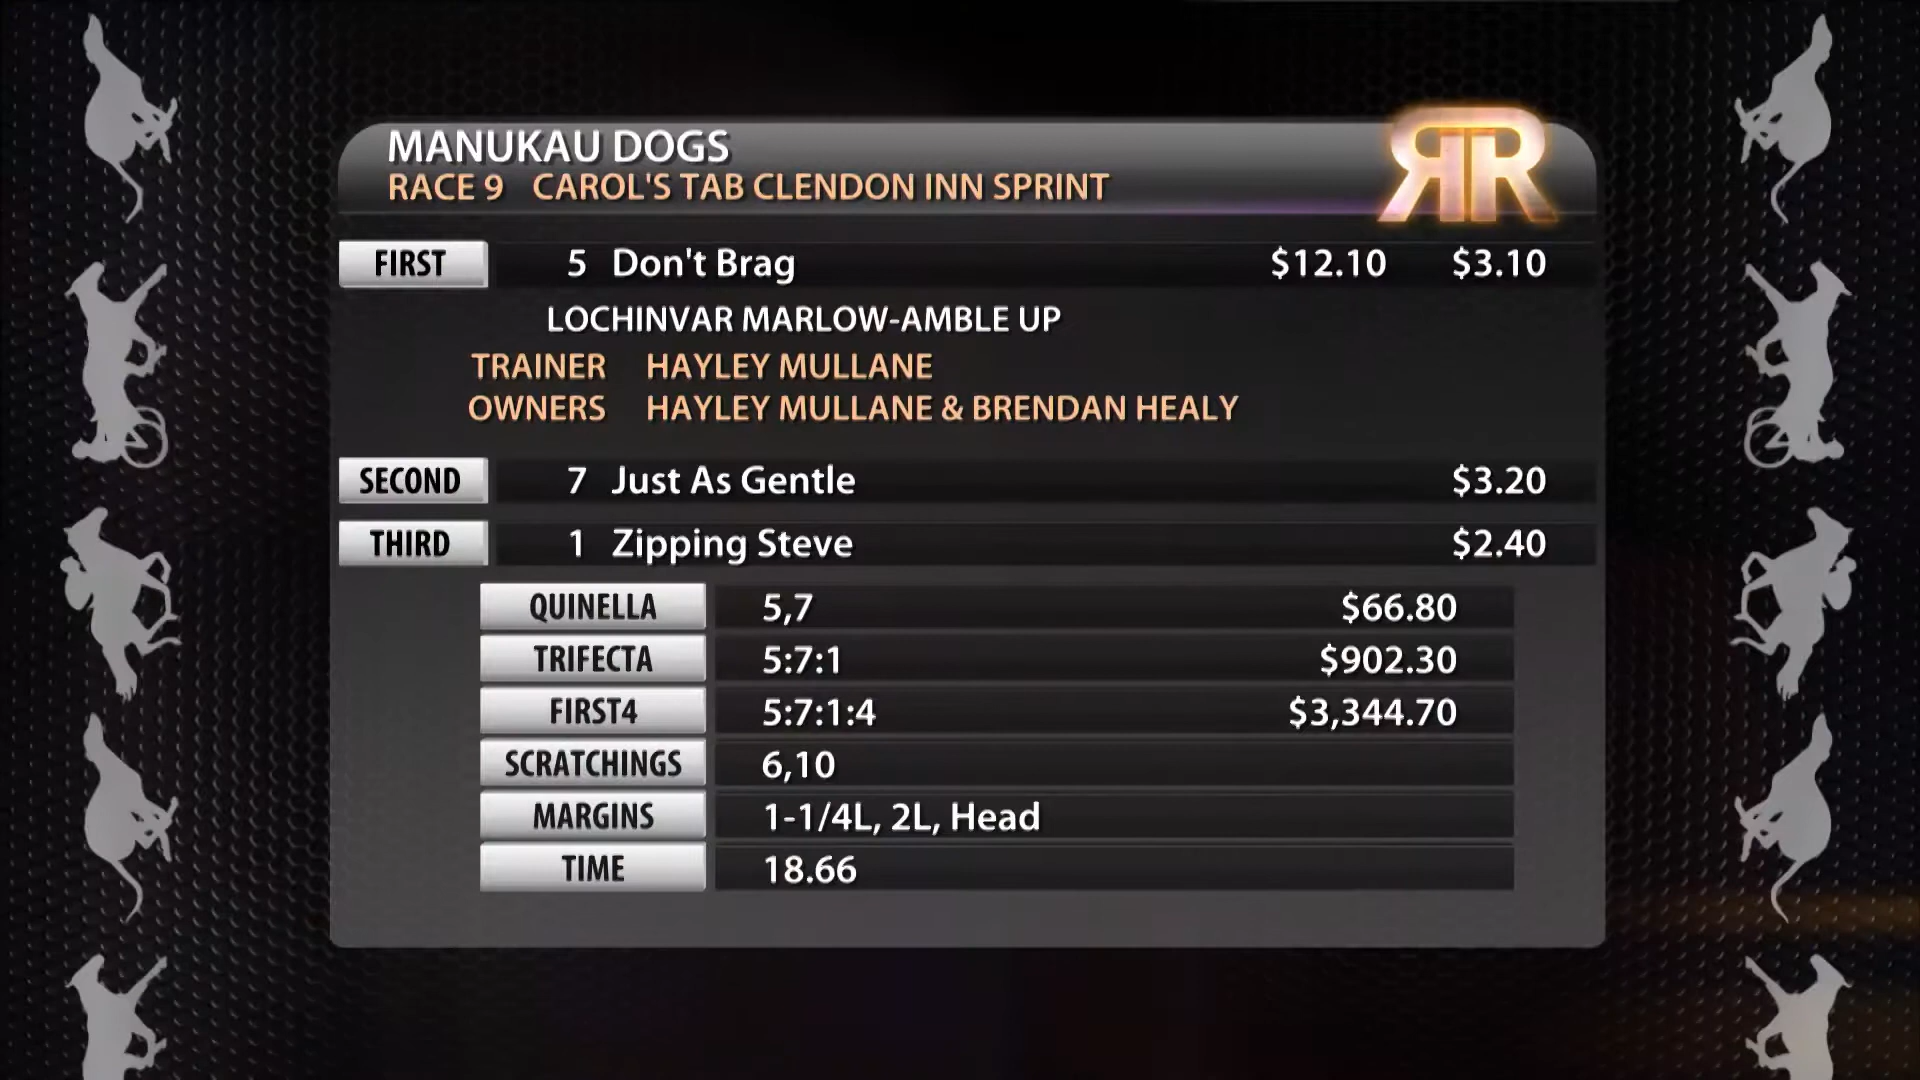 MANUKAU DOGS
RACE 9 CAROL'S TAB CLENDON INN SPRINT
RR
FIRST 5 Don't Brag $12.10 $3.10
LOCHINVAR MARLOW-AMBLE UP
TRAINER HAYLEY MULLANE
OWNERS HAYLEY MULLANE & BRENDAN HEALY
SECOND 7 Just As Gentle $3.20
THIRD 1 Zipping Steve $2.40
QUINELLA 5,7 $66.80
TRIFECTA 5:7:1 $902.30
FIRST4 5:7:1:4 $3,344.70
SCRATCHINGS 6,10
MARGINS 1-1/4L, 2L, Head
TIME 18.66